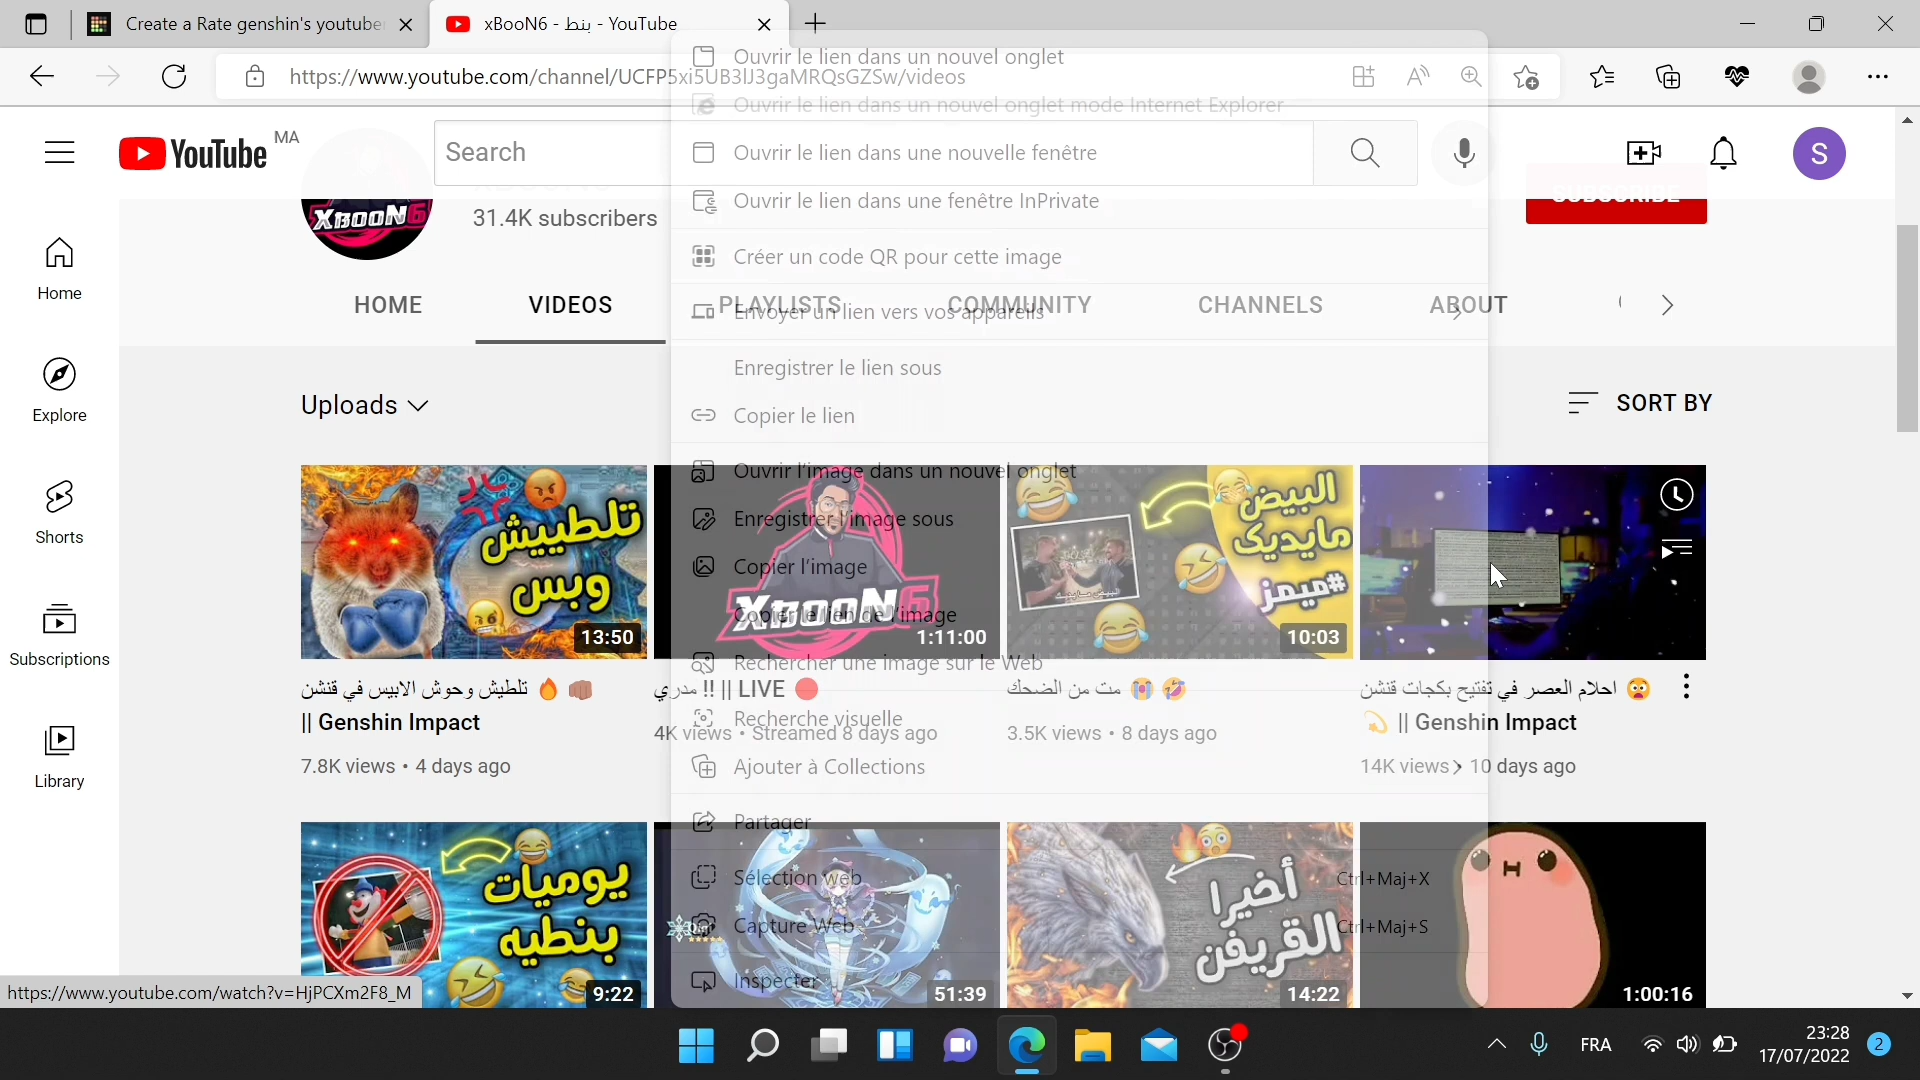 Create a Rate genshin's youtube
xBooN6 - بنط - YouTube
https://www.youtube.com/channel/UCFP5xi5UB3lJ3gaMRQsGZSw/videos
Ouvrir le lien dans un nouvel onglet
Ouvrir le lien dans un nouvel onglet mode Internet Explorer
Ouvrir le lien dans une nouvelle fenêtre
Ouvrir le lien dans une fenêtre InPrivate
Créer un code QR pour cette image
Envoyer un lien vers vos appareils
Enregistrer le lien sous
Copier le lien
Ouvrir l'image dans un nouvel onglet
Enregistrer l'image sous
Copier l'image
Copier le lien de l'image
Rechercher une image sur le Web
Recherche visuelle
Ajouter à Collections
Partager
Sélection web Ctrl+Maj+X
Capture Web Ctrl+Maj+S
Inspecter
YouTube MA
Search
S
XBOON6
31.4K subscribers
SUBSCRIBE
Home
Explore
Shorts
Subscriptions
Library
HOME VIDEOS PLAYLISTS COMMUNITY CHANNELS ABOUT
Uploads
SORT BY
تلطييش
وبس
13:50
XBOON6
1:11:00
البيض
مايديك
#ميمز
10:03
تلطيش وحوش الابيس في قنشن 🔥 👊🏽
|| Genshin Impact
7.8K views • 4 days ago
مدري !! || LIVE 🔴
4K views • Streamed 8 days ago
مت من الضحك 😭 🤣
3.5K views • 8 days ago
احلام العصر في تفتيح بكجات قنشن 😨
💫 || Genshin Impact
14K views • 10 days ago
يوميات
بنطيه
9:22
Qiqi
51:39
أخيرا
القريفن
14:22
1:00:16
https://www.youtube.com/watch?v=HjPCXm2F8_M
FRA
23:28
17/07/2022
2